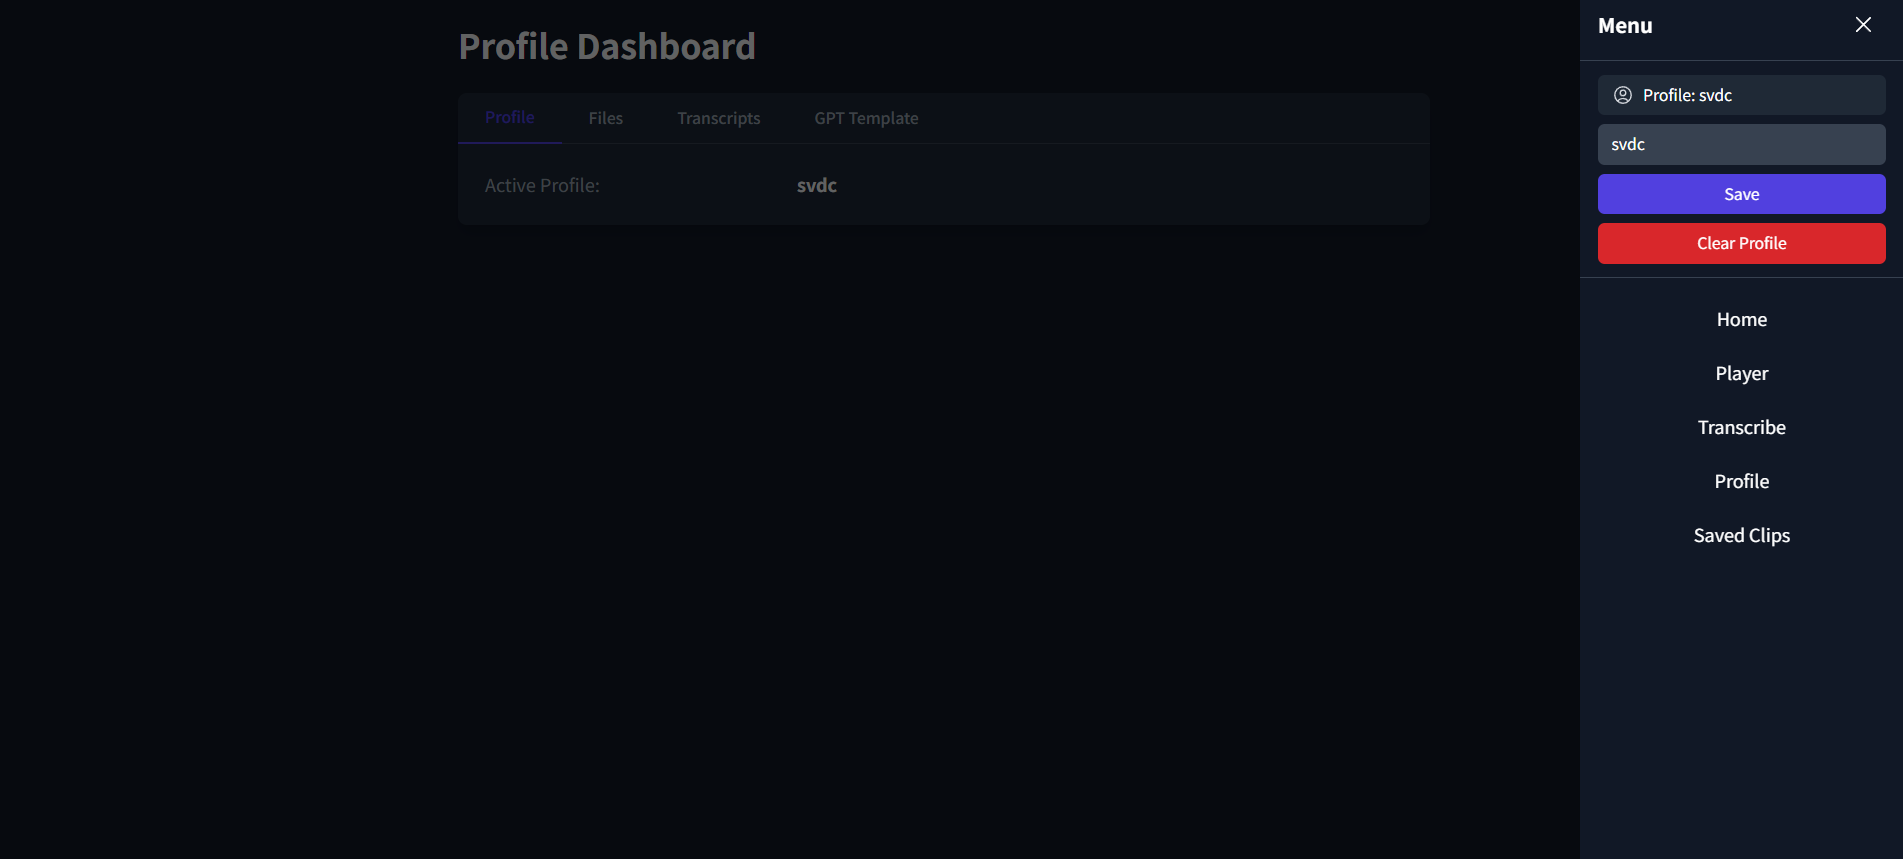 Profile Dashboard
Profile Files Transcripts GPT Template
Active Profile: svdc
Menu
Profile: svdc
svdc
Save
Clear Profile
Home
Player
Transcribe
Profile
Saved Clips